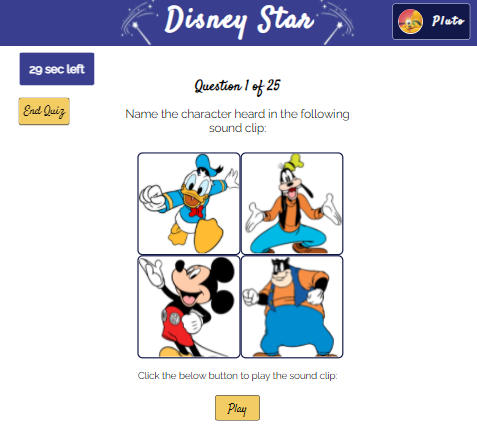 Disney Star
Pluto
29 sec left
Question 1 of 25
End Quiz
Name the character heard in the following
sound clip:
Click the below button to play the sound clip:
Play